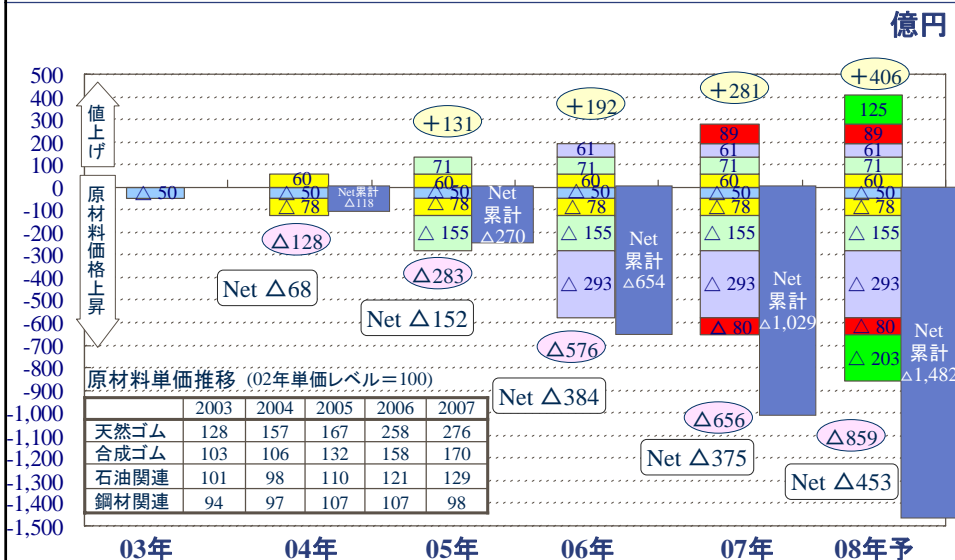 億円
500
400
300
200
100
0
-100
-200
-300
-400
-500
-600
-700
-800
-900
-1,000
-1,100
-1,200
-1,300
-1,400
-1,500
値上げ
原材料価格上昇
△ 50
60
△ 50
△ 78
△128
Net △68
Net累計
△118
+131
71
60
△ 50
△ 78
△ 155
△283
Net △152
Net
累計
△270
+192
61
71
60
△ 50
△ 78
△ 155
△ 293
△576
Net △384
Net
累計
△654
+281
89
61
71
60
△ 50
△ 78
△ 155
△ 293
△ 80
△656
Net △375
Net
累計
△1,029
+406
125
89
61
71
60
△ 50
△ 78
△ 155
△ 293
△ 80
△ 203
△859
Net △453
Net
累計
△1,482
原材料単価推移 (02年単価レベル=100)
2003 2004 2005 2006 2007
天然ゴム 128 157 167 258 276
合成ゴム 103 106 132 158 170
石油関連 101 98 110 121 129
鋼材関連 94 97 107 107 98
03年 04年 05年 06年 07年 08年予